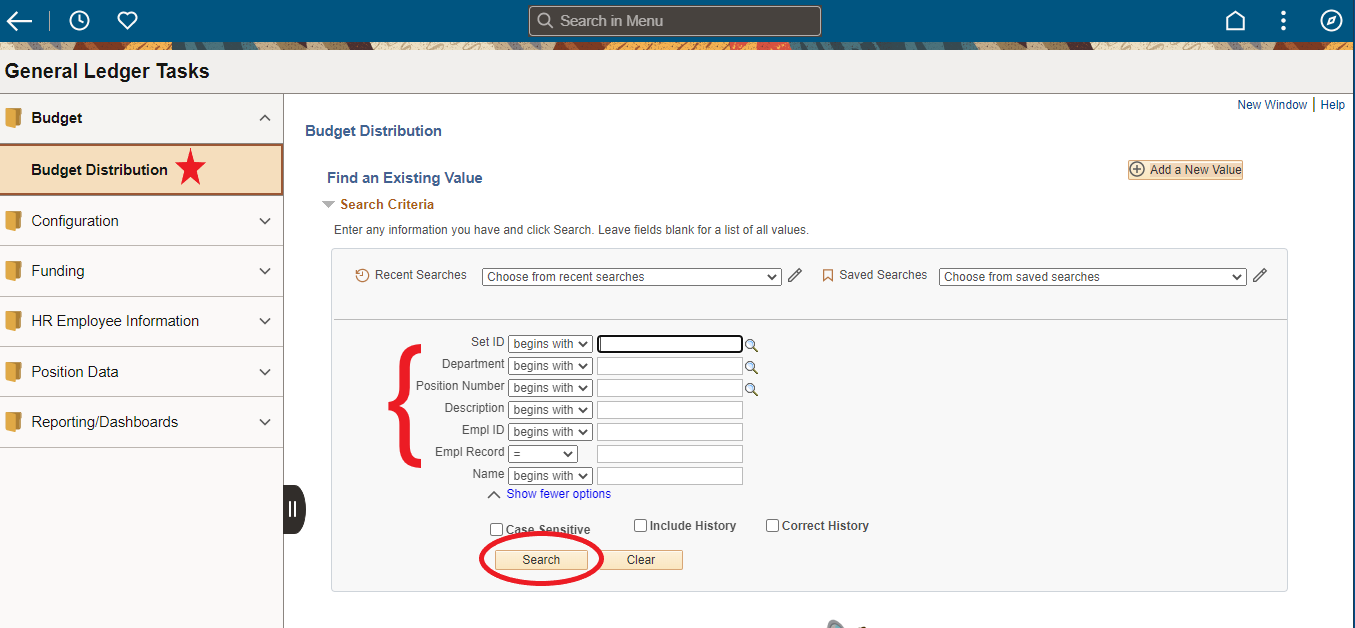 Search in Menu
General Ledger Tasks
New Window | Help
Budget
Budget Distribution
Configuration
Funding
HR Employee Information
Position Data
Reporting/Dashboards
Budget Distribution
Find an Existing Value
Add a New Value
Search Criteria
Enter any information you have and click Search. Leave fields blank for a list of all values.
Recent Searches Choose from recent searches Saved Searches Choose from saved searches
Set ID begins with
Department begins with
Position Number begins with
Description begins with
Empl ID begins with
Empl Record =
Name begins with
Show fewer options
Case Sensitive Include History Correct History
Search Clear